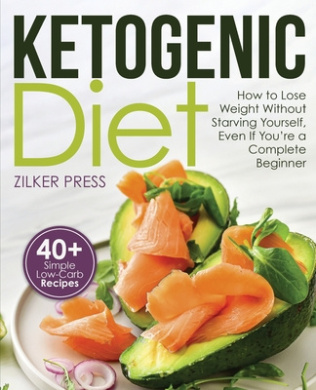 KETOGENIC
Diet
How to Lose
Weight Without
Starving Yourself,
Even If You're a
Complete
Beginner
ZILKER PRESS
40+
Simple
Low-Carb
Recipes